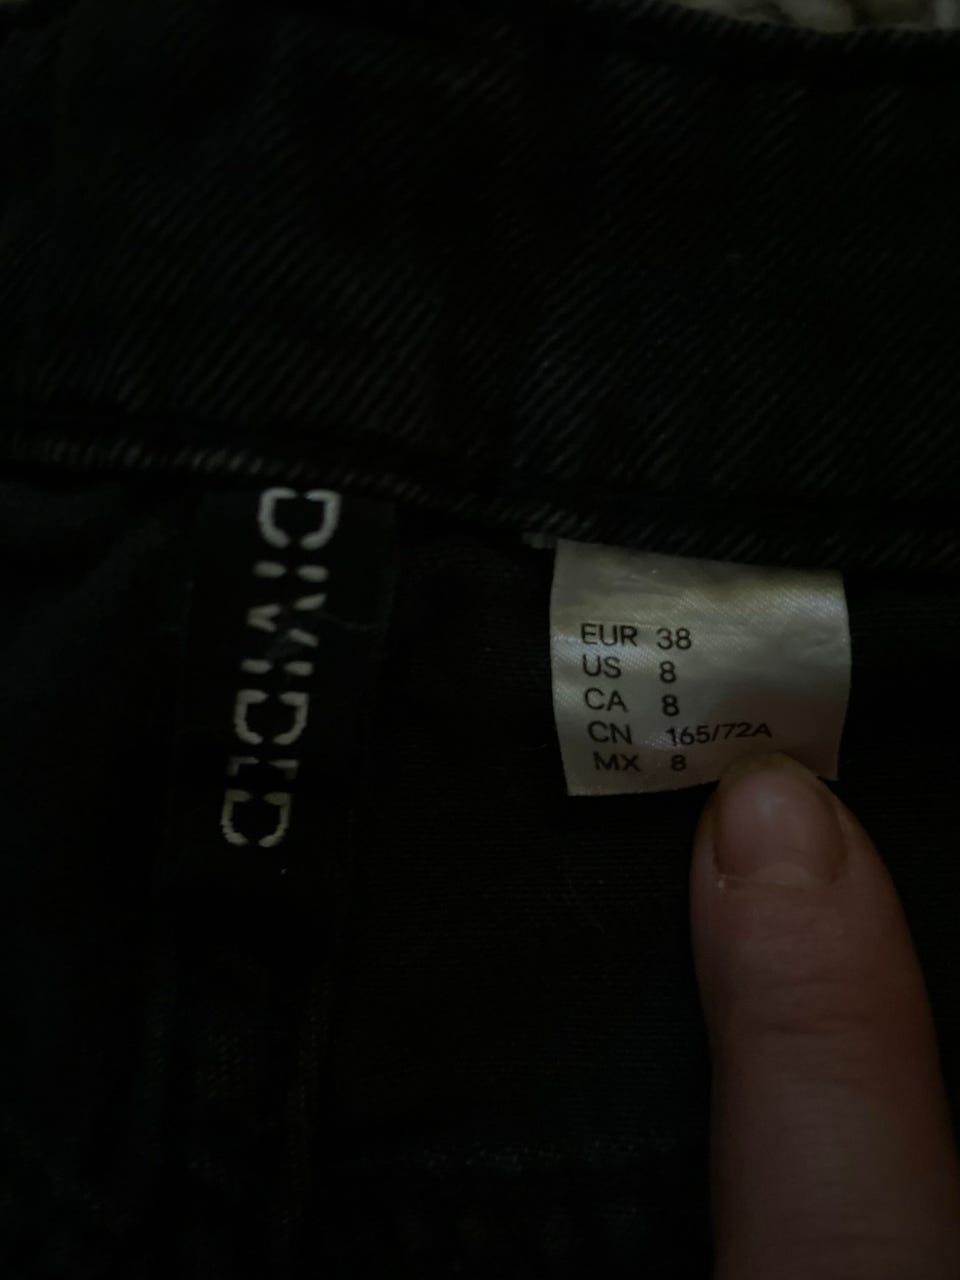 DIVIDED
EUR 38
US 8
CA 8
CN 165/72A
MX 8